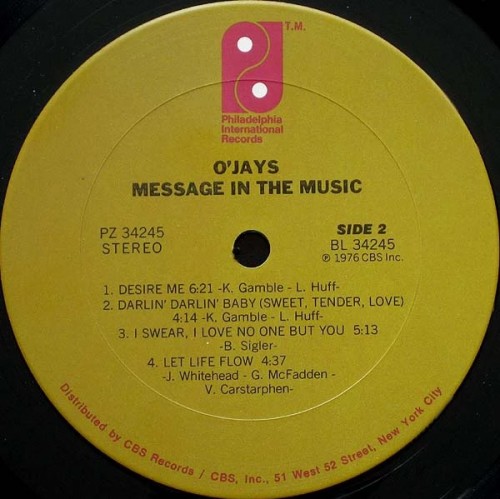 T.M.
Philadelphia
International
Records
O'JAYS
MESSAGE IN THE MUSIC
PZ 34245
STEREO
SIDE 2
BL 34245
℗ 1976 CBS Inc.
1. DESIRE ME 6:21 -K. Gamble - L. Huff-
2. DARLIN' DARLIN' BABY (SWEET, TENDER, LOVE)
4:14 -K. Gamble - L. Huff-
3. I SWEAR, I LOVE NO ONE BUT YOU 5:13
-B. Sigler-
4. LET LIFE FLOW 4:37
-J. Whitehead - G. McFadden -
V. Carstarphen-
Distributed by CBS Records / CBS, Inc., 51 West 52 Street, New York City